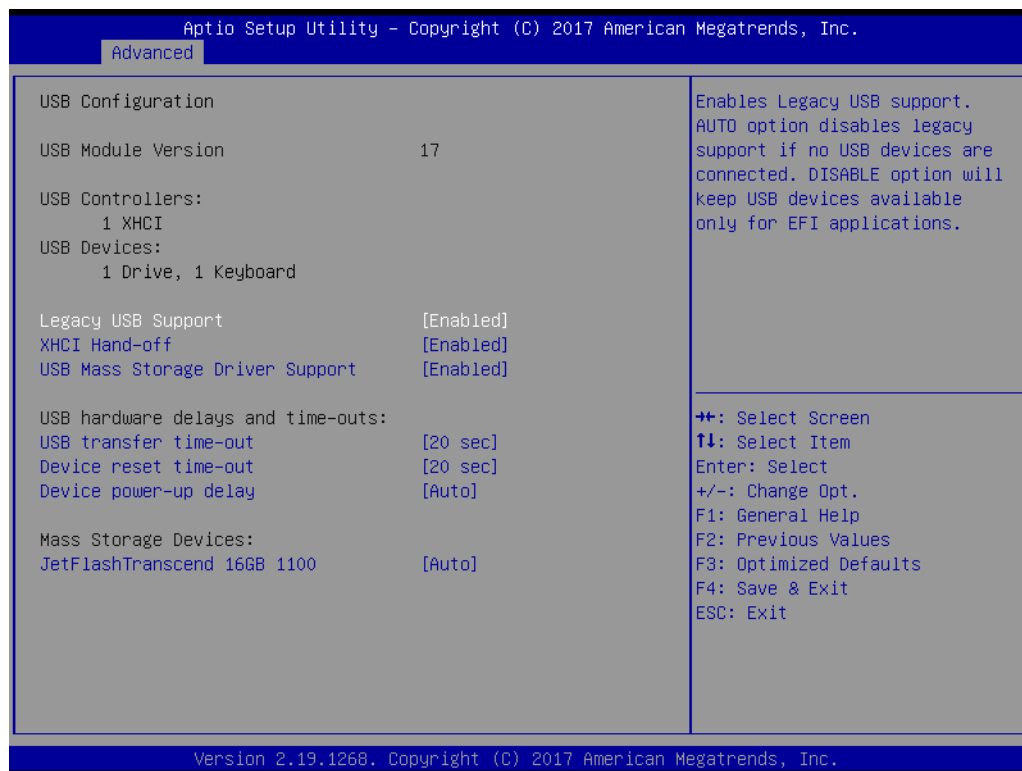 Aptio Setup Utility – Copyright (C) 2017 American Megatrends, Inc.
Advanced
USB Configuration
USB Module Version 17
USB Controllers:
1 XHCI
USB Devices:
1 Drive, 1 Keyboard
Legacy USB Support [Enabled]
XHCI Hand-off [Enabled]
USB Mass Storage Driver Support [Enabled]
USB hardware delays and time-outs:
USB transfer time-out [20 sec]
Device reset time-out [20 sec]
Device power-up delay [Auto]
Mass Storage Devices:
JetFlashTranscend 16GB 1100 [Auto]
Enables Legacy USB support.
AUTO option disables legacy
support if no USB devices are
connected. DISABLE option will
keep USB devices available
only for EFI applications.
→←: Select Screen
↑↓: Select Item
Enter: Select
+/-: Change Opt.
F1: General Help
F2: Previous Values
F3: Optimized Defaults
F4: Save & Exit
ESC: Exit
Version 2.19.1268. Copyright (C) 2017 American Megatrends, Inc.